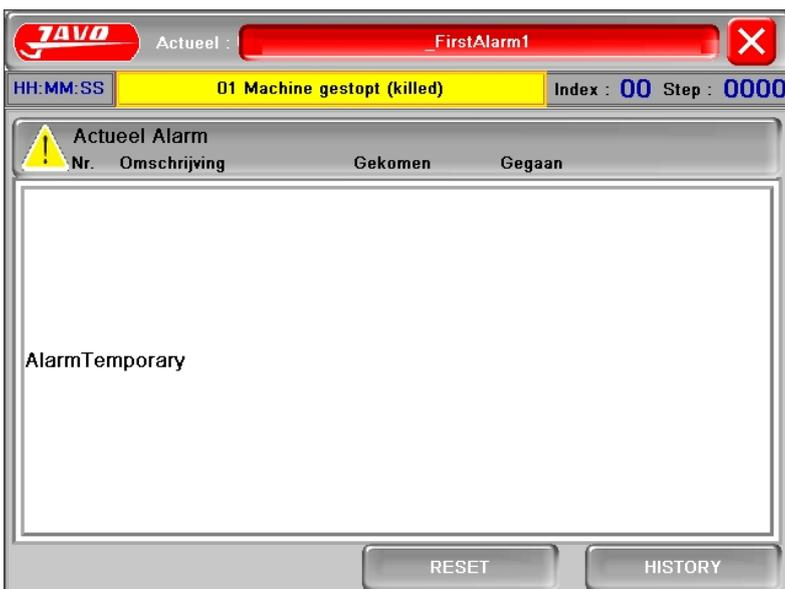 JAVO Actueel : _FirstAlarm1
HH:MM:SS 01 Machine gestopt (killed) Index : 00 Step : 0000
Actueel Alarm
Nr. Omschrijving Gekomen Gegaan
AlarmTemporary
RESET HISTORY